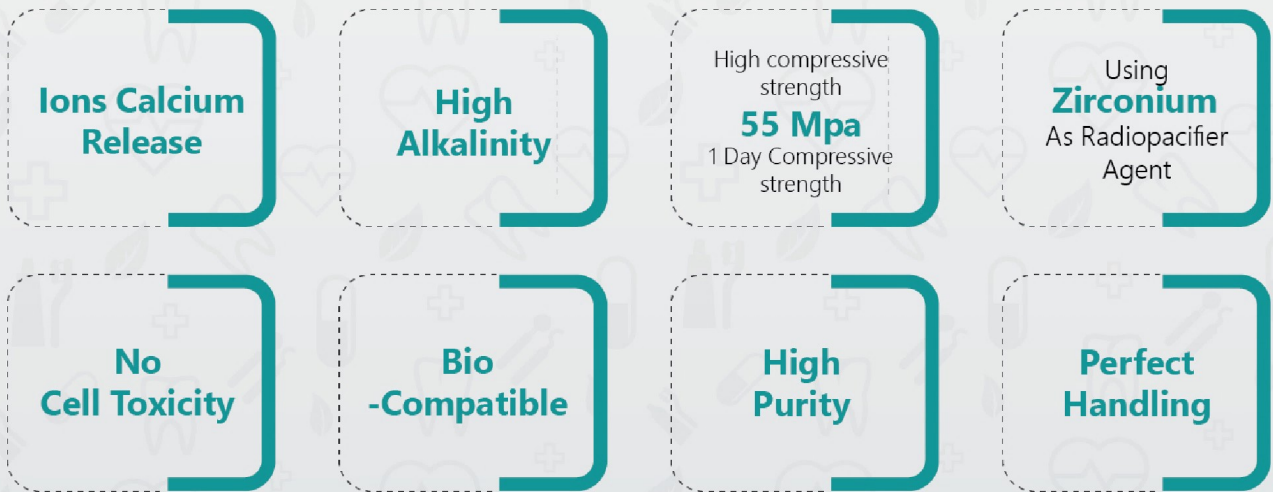 Ions Calcium
Release
High
Alkalinity
High compressive
strength
55 Mpa
1 Day Compressive
strength
Using
Zirconium
As Radiopacifier
Agent
No
Cell Toxicity
Bio
-Compatible
High
Purity
Perfect
Handling